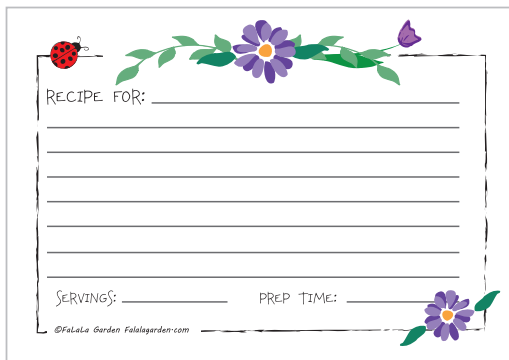 RECIPE FOR:
SERVINGS: PREP TIME:
©FaLaLa Garden Falalagarden.com